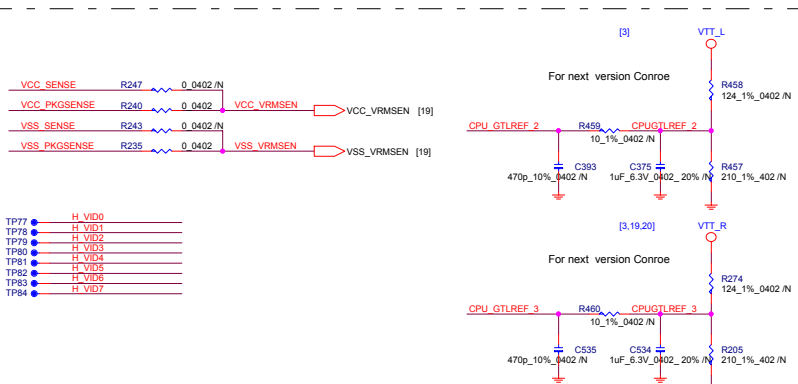 [3] VTT_L
For next version Conroe
R458
124_1%_0402 /N
VCC_SENSE R247 0_0402 /N
VCC_PKGSENSE R240 0_0402 VCC_VRMSEN VCC_VRMSEN [19]
VSS_SENSE R243 0_0402 /N
VSS_PKGSENSE R235 0_0402 VSS_VRMSEN VSS_VRMSEN [19]
CPU_GTLREF_2 R459 CPUGTLREF_2
10_1%_0402 /N
C393 C375 R457
470p_10%_0402 /N 1uF_6.3V_0402_20% /N 210_1%_402 /N
TP77 H_VID0
TP78 H_VID1
TP79 H_VID2
TP80 H_VID3
TP81 H_VID4
TP82 H_VID5
TP83 H_VID6
TP84 H_VID7
[3,19,20] VTT_R
For next version Conroe
R274
124_1%_0402 /N
CPU_GTLREF_3 R460 CPUGTLREF_3
10_1%_0402 /N
C535 C534 R205
470p_10%_0402 /N 1uF_6.3V_0402_20% /N 210_1%_402 /N